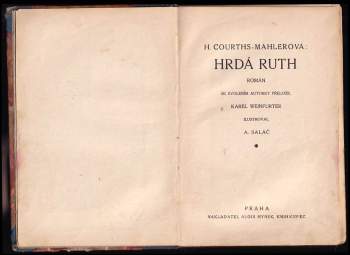 H. COURTHS-MAHLEROVÁ:
HRDÁ RUTH
ROMÁN
SE SVOLENÍM AUTORKY PŘELOŽIL
KAREL WEINFURTER
ILUSTROVAL
A. SALAČ
PRAHA
NAKLADATEL ALOIS HYNEK, KNIHKUPEC